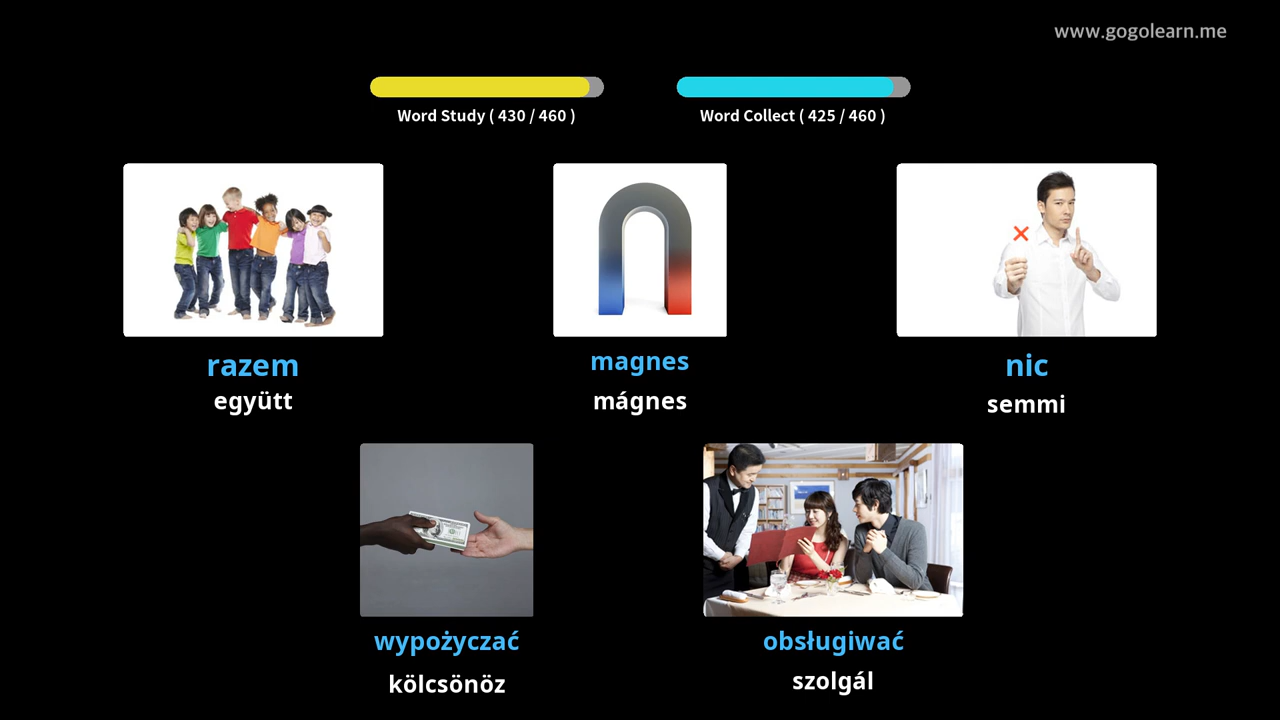 www.gogolearn.me
Word Study ( 430 / 460 )
Word Collect ( 425 / 460 )
razem
együtt
magnes
mágnes
nic
semmi
wypożyczać
kölcsönöz
obsługiwać
szolgál